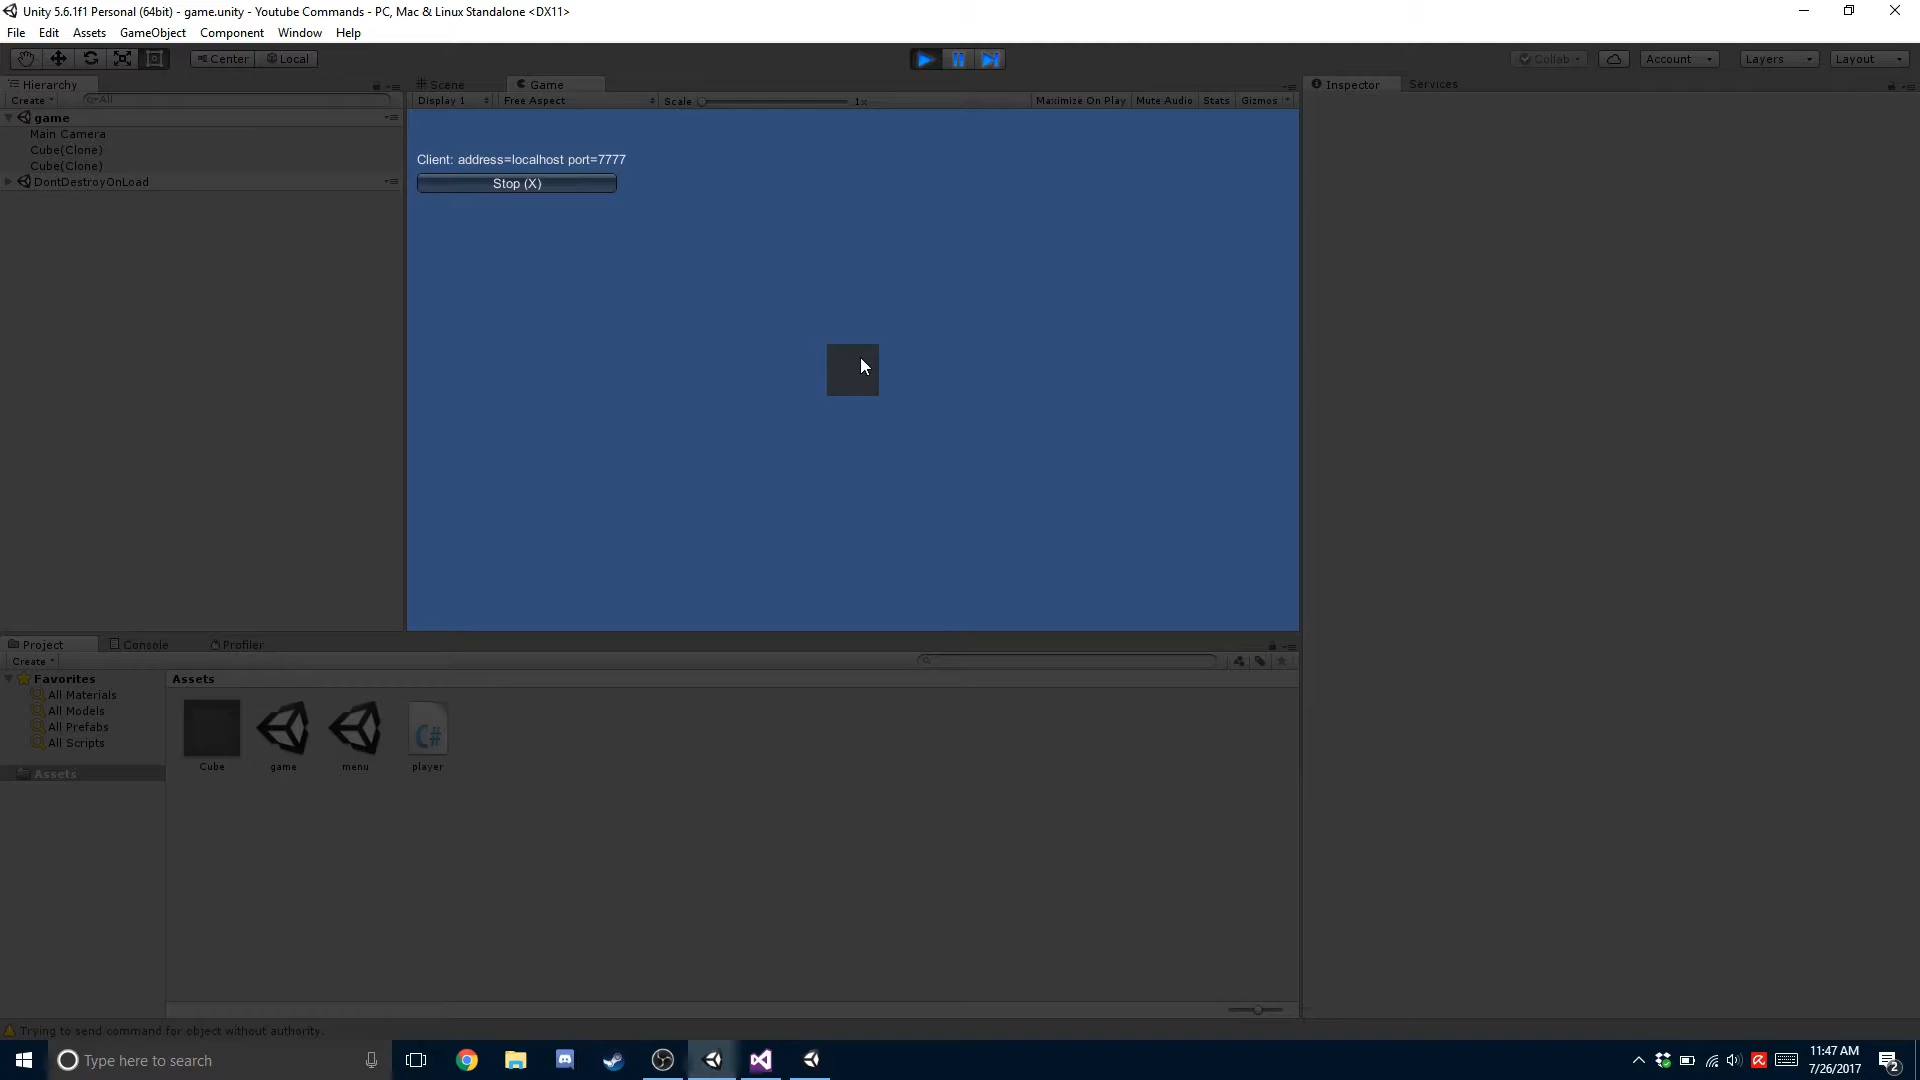 Unity 5.6.1f1 Personal (64bit) - game.unity - Youtube Commands - PC, Mac & Linux Standalone <DX11>
File Edit Assets GameObject Component Window Help
Center Local Collab Account Layers Layout
Hierarchy Scene Game Inspector Services
Create All Display 1 Free Aspect Scale 1x Maximize On Play Mute Audio Stats Gizmos
game
Main Camera
Cube(Clone)
Cube(Clone)
DontDestroyOnLoad
Client: address=localhost port=7777
Stop (X)
Project Console Profiler
Create
Favorites
All Materials
All Models
All Prefabs
All Scripts
Assets
Assets
C#
Cube game menu player
Trying to send command for object without authority.
Type here to search
11:47 AM
7/26/2017
2